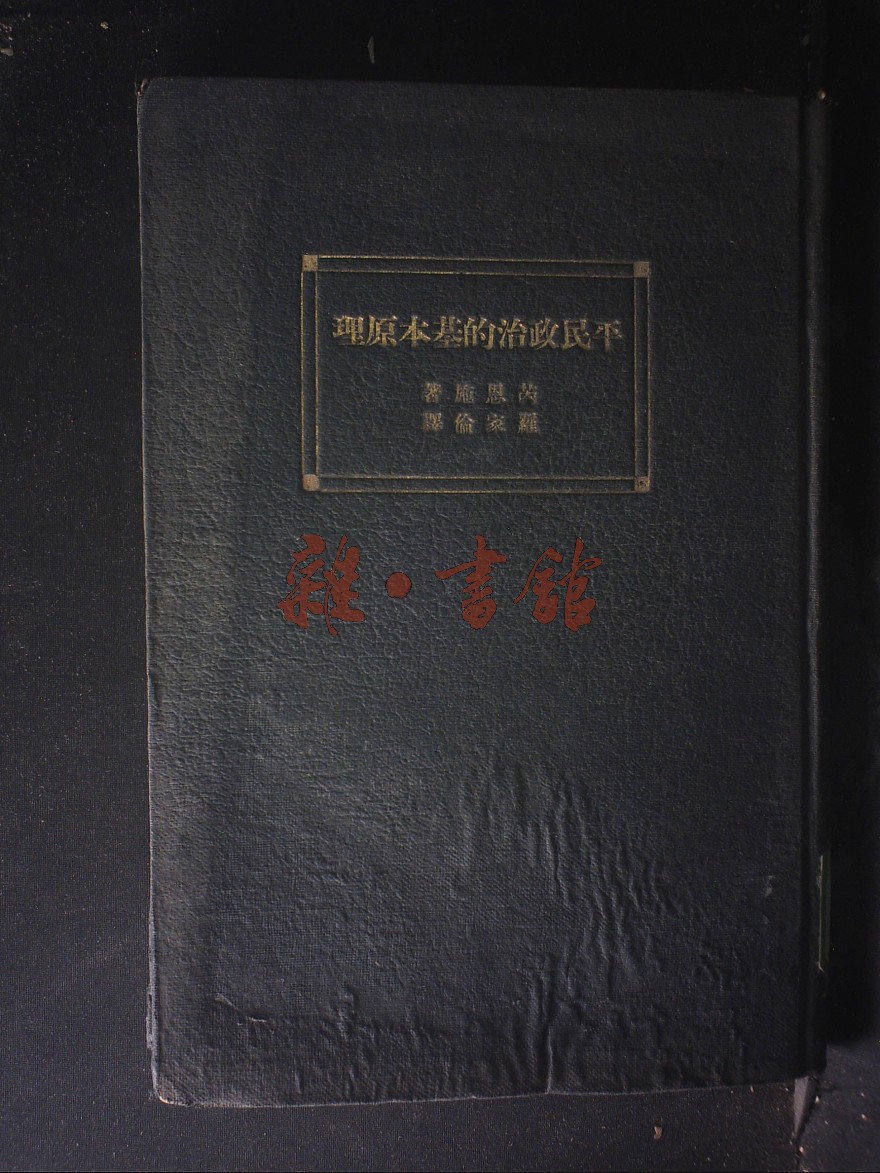 平民政治的基本原理
芮恩施著
羅家倫譯
雜·書館